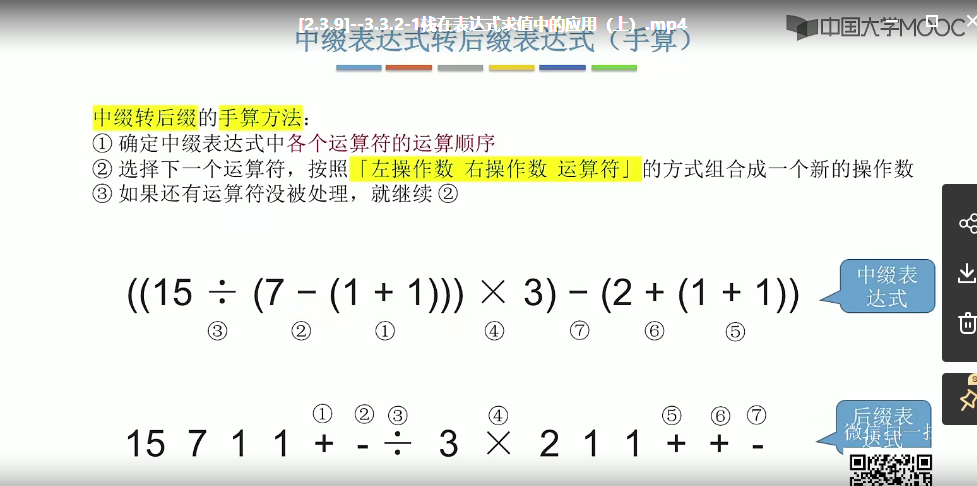 [2.3.9]--3.3.2-1栈在表达式求值中的应用（上）.mp4
中国大学MOOC
中缀表达式转后缀表达式（手算）
中缀转后缀的手算方法：
① 确定中缀表达式中各个运算符的运算顺序
② 选择下一个运算符，按照「左操作数 右操作数 运算符」的方式组合成一个新的操作数
③ 如果还有运算符没被处理，就继续 ②
((15 ÷ (7 − (1 + 1))) × 3) − (2 + (1 + 1))
③ ② ① ④ ⑦ ⑥ ⑤
中缀表
达式
① ② ③ ④ ⑤ ⑥ ⑦
15 7 1 1 + - ÷ 3 × 2 1 1 + + -
后缀表
达式
微信扫一扫